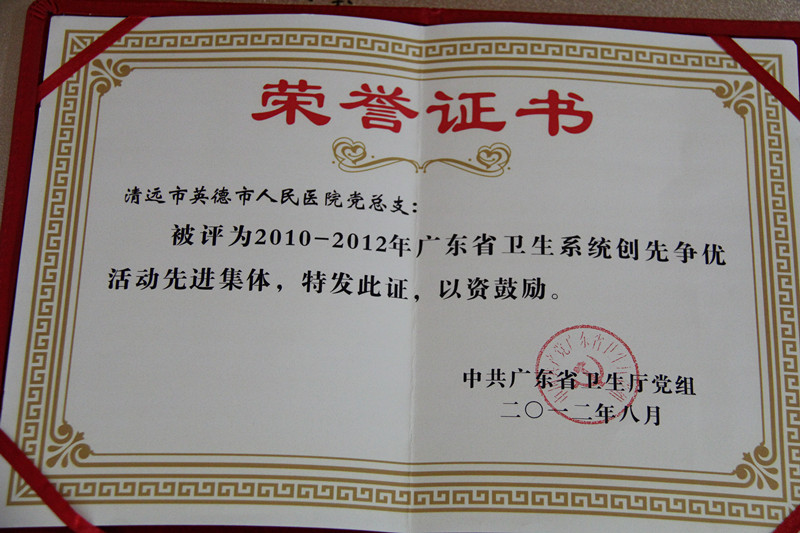 荣誉证书
清远市英德市人民医院党总支：
被评为2010-2012年广东省卫生系统创先争优
活动先进集体，特发此证，以资鼓励。
中共广东省卫生厅党组
二〇一二年八月